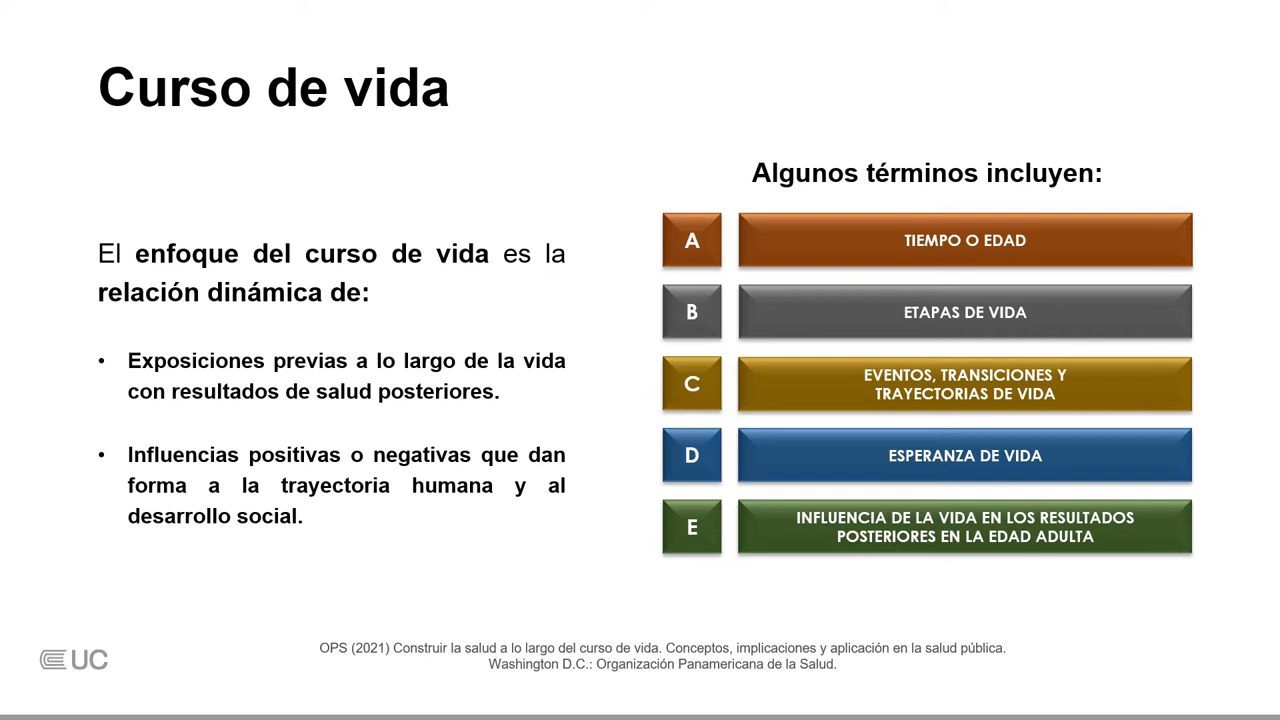 Curso de vida
El enfoque del curso de vida es la
relación dinámica de:
• Exposiciones previas a lo largo de la vida
con resultados de salud posteriores.
• Influencias positivas o negativas que dan
forma a la trayectoria humana y al
desarrollo social.
Algunos términos incluyen:
A TIEMPO O EDAD
B ETAPAS DE VIDA
C EVENTOS, TRANSICIONES Y
TRAYECTORIAS DE VIDA
D ESPERANZA DE VIDA
E INFLUENCIA DE LA VIDA EN LOS RESULTADOS
POSTERIORES EN LA EDAD ADULTA
UC
OPS (2021) Construir la salud a lo largo del curso de vida. Conceptos, implicaciones y aplicación en la salud pública.
Washington D.C.: Organización Panamericana de la Salud.